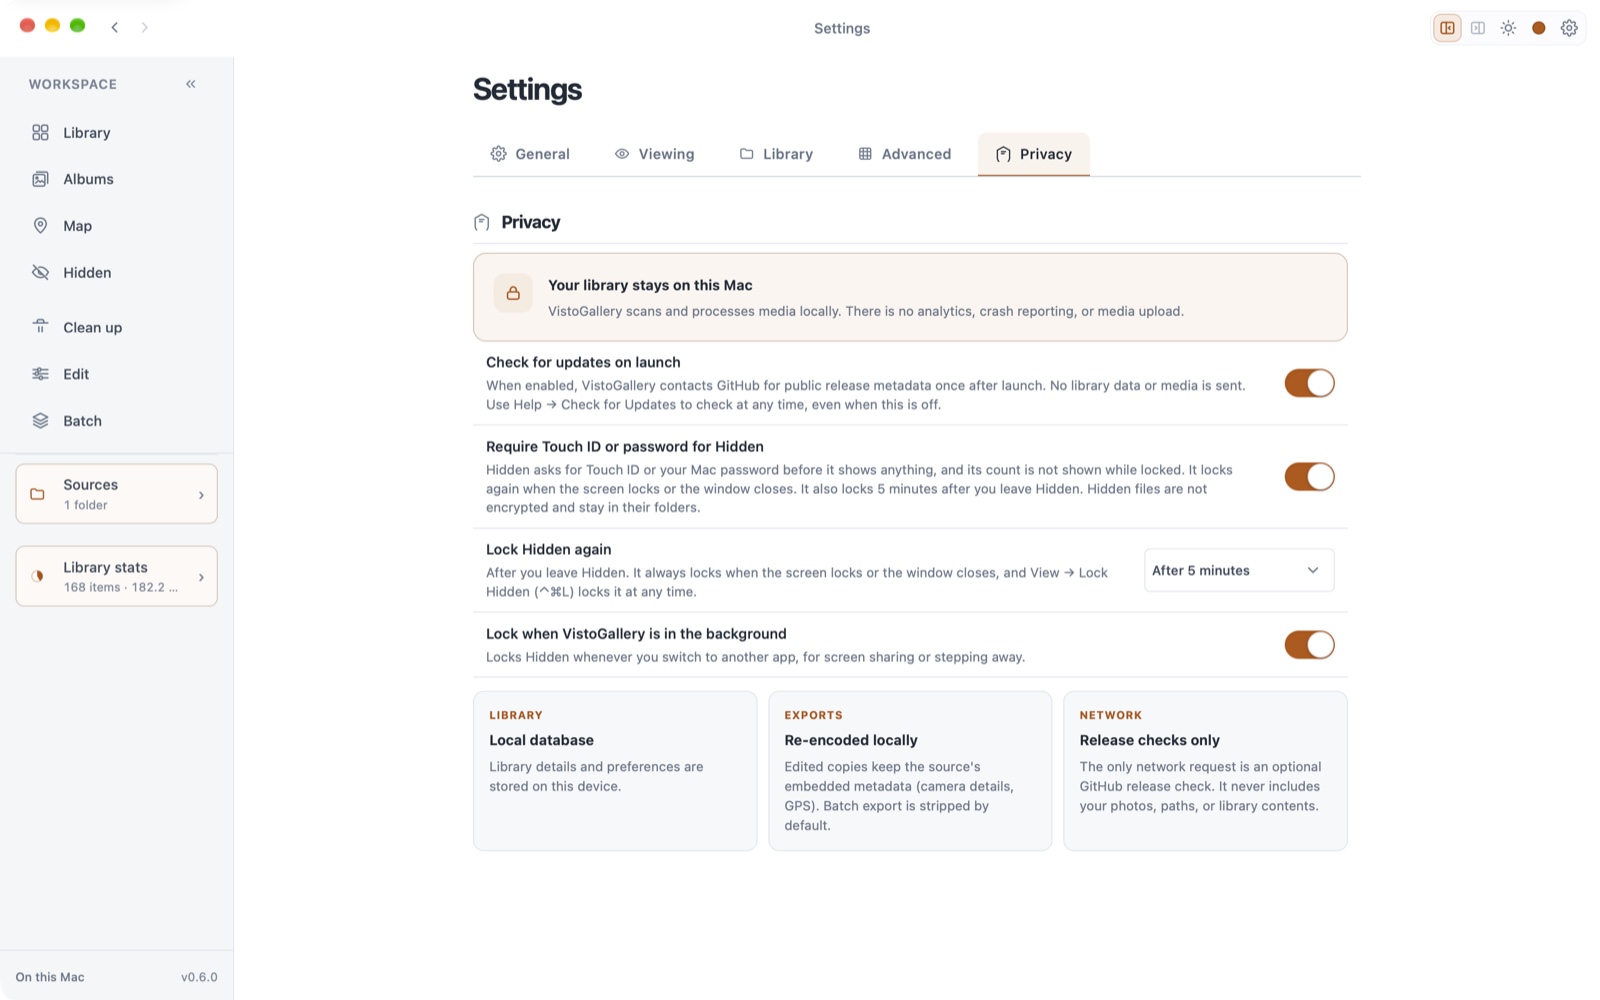 Settings
WORKSPACE
Library
Albums
Map
Hidden
Clean up
Edit
Batch
Sources
1 folder
Library stats
168 items · 182.2 ...
On this Mac
v0.6.0
Settings
General
Viewing
Library
Advanced
Privacy
Privacy
Your library stays on this Mac
VistoGallery scans and processes media locally. There is no analytics, crash reporting, or media upload.
Check for updates on launch
When enabled, VistoGallery contacts GitHub for public release metadata once after launch. No library data or media is sent.
Use Help → Check for Updates to check at any time, even when this is off.
Require Touch ID or password for Hidden
Hidden asks for Touch ID or your Mac password before it shows anything, and its count is not shown while locked. It locks
again when the screen locks or the window closes. It also locks 5 minutes after you leave Hidden. Hidden files are not
encrypted and stay in their folders.
Lock Hidden again
After you leave Hidden. It always locks when the screen locks or the window closes, and View → Lock
Hidden (^⌘L) locks it at any time.
After 5 minutes
Lock when VistoGallery is in the background
Locks Hidden whenever you switch to another app, for screen sharing or stepping away.
LIBRARY
Local database
Library details and preferences are
stored on this device.
EXPORTS
Re-encoded locally
Edited copies keep the source's
embedded metadata (camera details,
GPS). Batch export is stripped by
default.
NETWORK
Release checks only
The only network request is an optional
GitHub release check. It never includes
your photos, paths, or library contents.